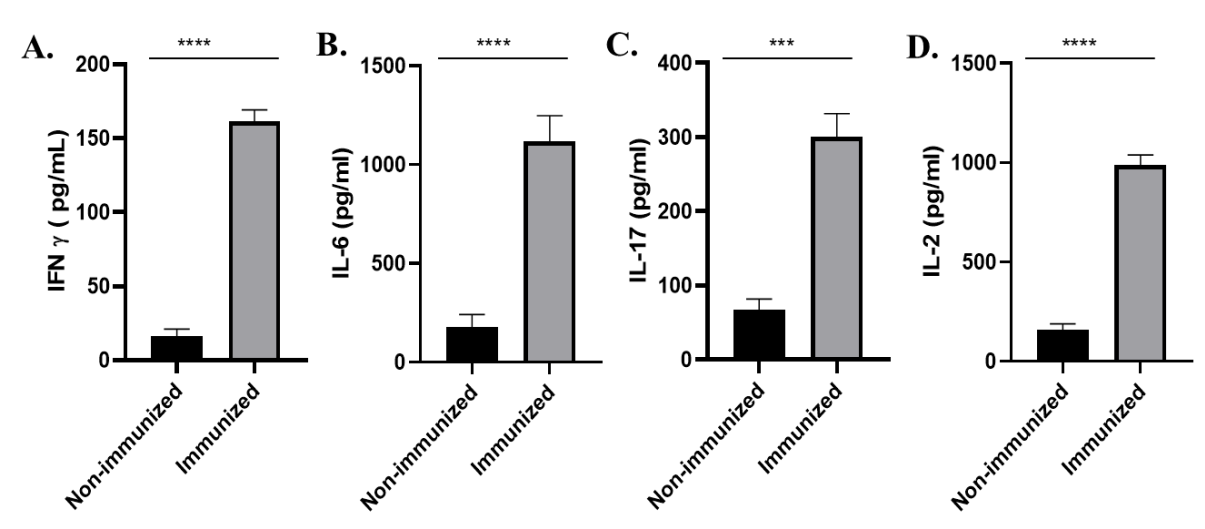 A.
****
IFN γ ( pg/mL)
200
150
100
50
0
Non-immunized
Immunized
B.
****
IL-6 (pg/ml)
1500
1000
500
0
Non-immunized
Immunized
C.
***
IL-17 (pg/ml)
400
300
200
100
0
Non-immunized
Immunized
D.
****
IL-2 (pg/ml)
1500
1000
500
0
Non-immunized
Immunized